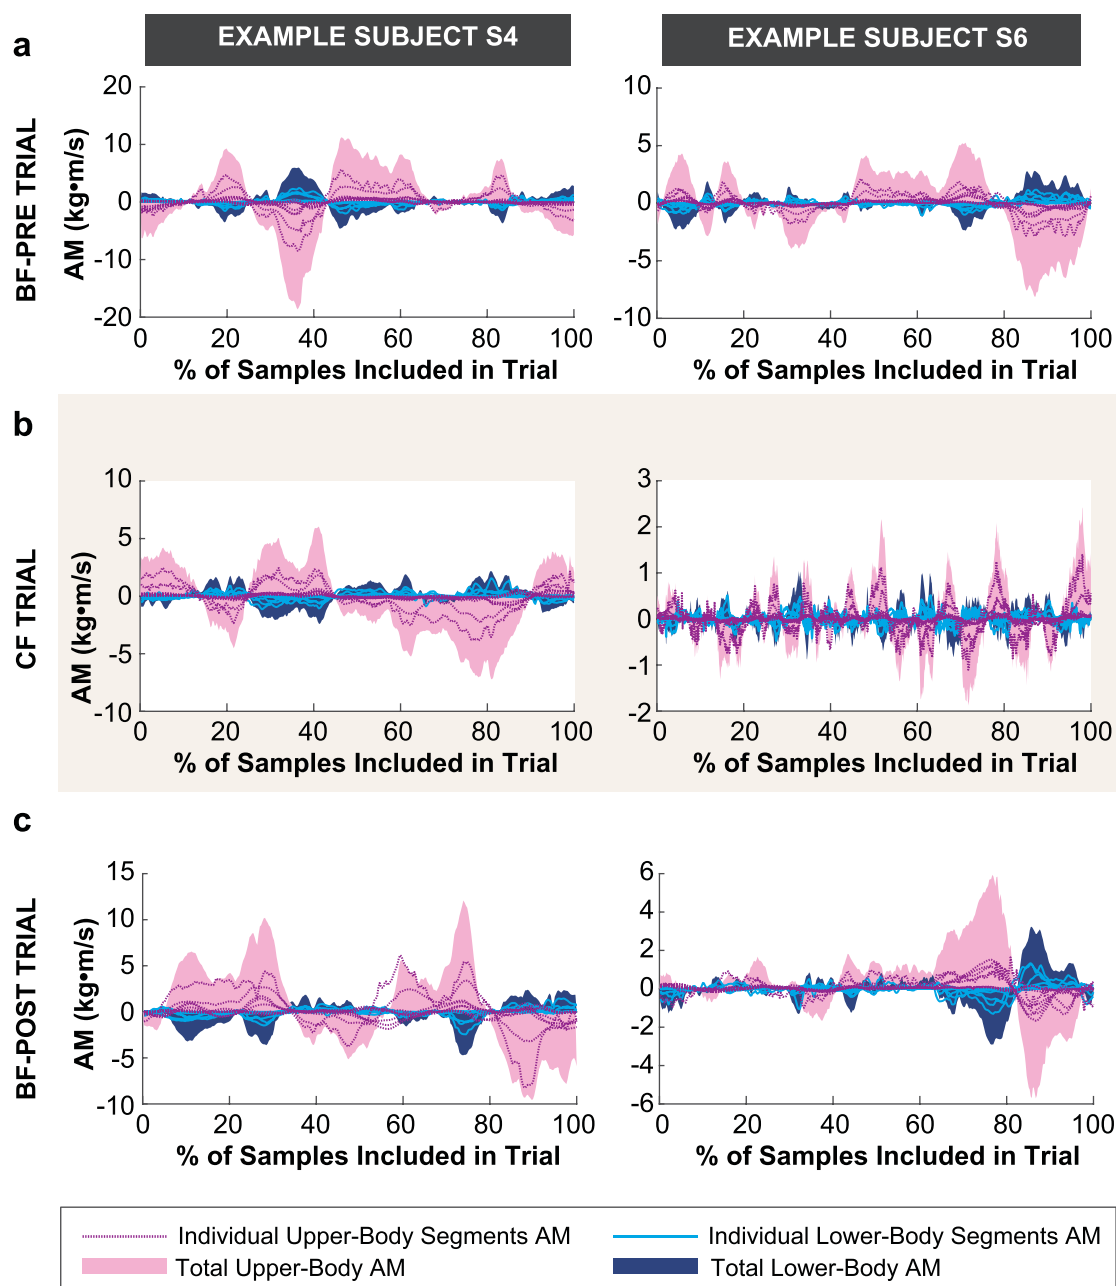 a
EXAMPLE SUBJECT S4
EXAMPLE SUBJECT S6
BF-PRE TRIAL
AM (kg•m/s)
20
10
0
-10
-20
0 20 40 60 80 100
% of Samples Included in Trial
10
5
0
-5
-10
0 20 40 60 80 100
% of Samples Included in Trial
b
CF TRIAL
AM (kg•m/s)
10
5
0
-5
-10
0 20 40 60 80 100
% of Samples Included in Trial
3
2
1
0
-1
-2
0 20 40 60 80 100
% of Samples Included in Trial
c
BF-POST TRIAL
AM (kg•m/s)
15
10
5
0
-5
-10
0 20 40 60 80 100
% of Samples Included in Trial
6
4
2
0
-2
-4
-6
0 20 40 60 80 100
% of Samples Included in Trial
Individual Upper-Body Segments AM
Individual Lower-Body Segments AM
Total Upper-Body AM
Total Lower-Body AM